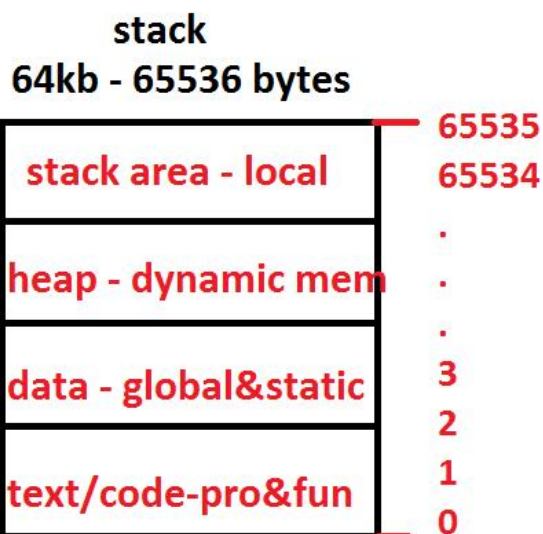 stack
64kb - 65536 bytes
65535
stack area - local
65534
.
heap - dynamic mem
.
.
data - global&static
3
2
text/code-pro&fun
1
0